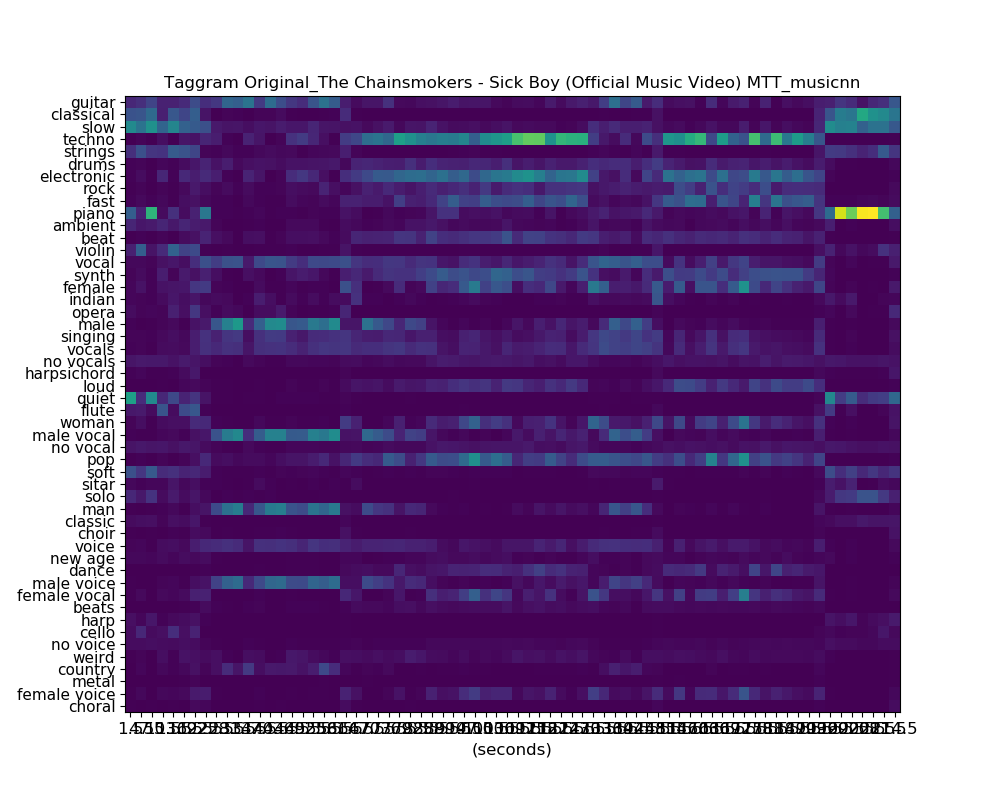 Taggram Original_The Chainsmokers - Sick Boy (Official Music Video) MTT_musicnn
guitar
classical
slow
techno
strings
drums
electronic
rock
fast
piano
ambient
beat
violin
vocal
synth
female
indian
opera
male
singing
vocals
no vocals
harpsichord
loud
quiet
flute
woman
male vocal
no vocal
pop
soft
sitar
solo
man
classic
choir
voice
new age
dance
male voice
female vocal
beats
harp
cello
no voice
weird
country
metal
female voice
choral
(seconds)